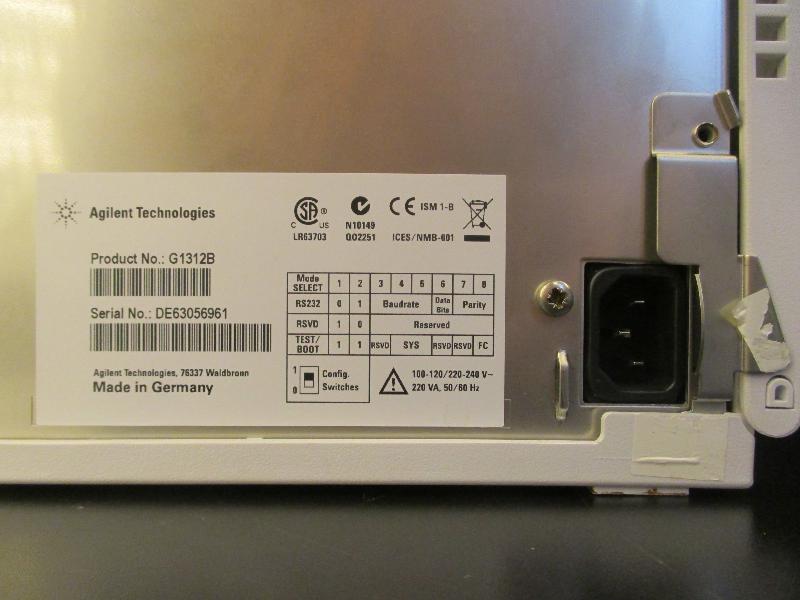 Agilent Technologies
Product No.: G1312B
Serial No.: DE63056961
Agilent Technologies, 76337 Waldbronn
Made in Germany
CSA ® C US
LR63703
N10149
QO2251
CE ISM 1-B
ICES/NMB-001
Mode SELECT 1 2 3 4 5 6 7 8
RS232 0 1 Baudrate Data Bits Parity
RSVD 1 0 Reserved
TEST/BOOT 1 1 RSVD SYS RSVD RSVD FC
1 Config.
0 Switches
100-120/220-240 V~
220 VA, 50/60 Hz
D